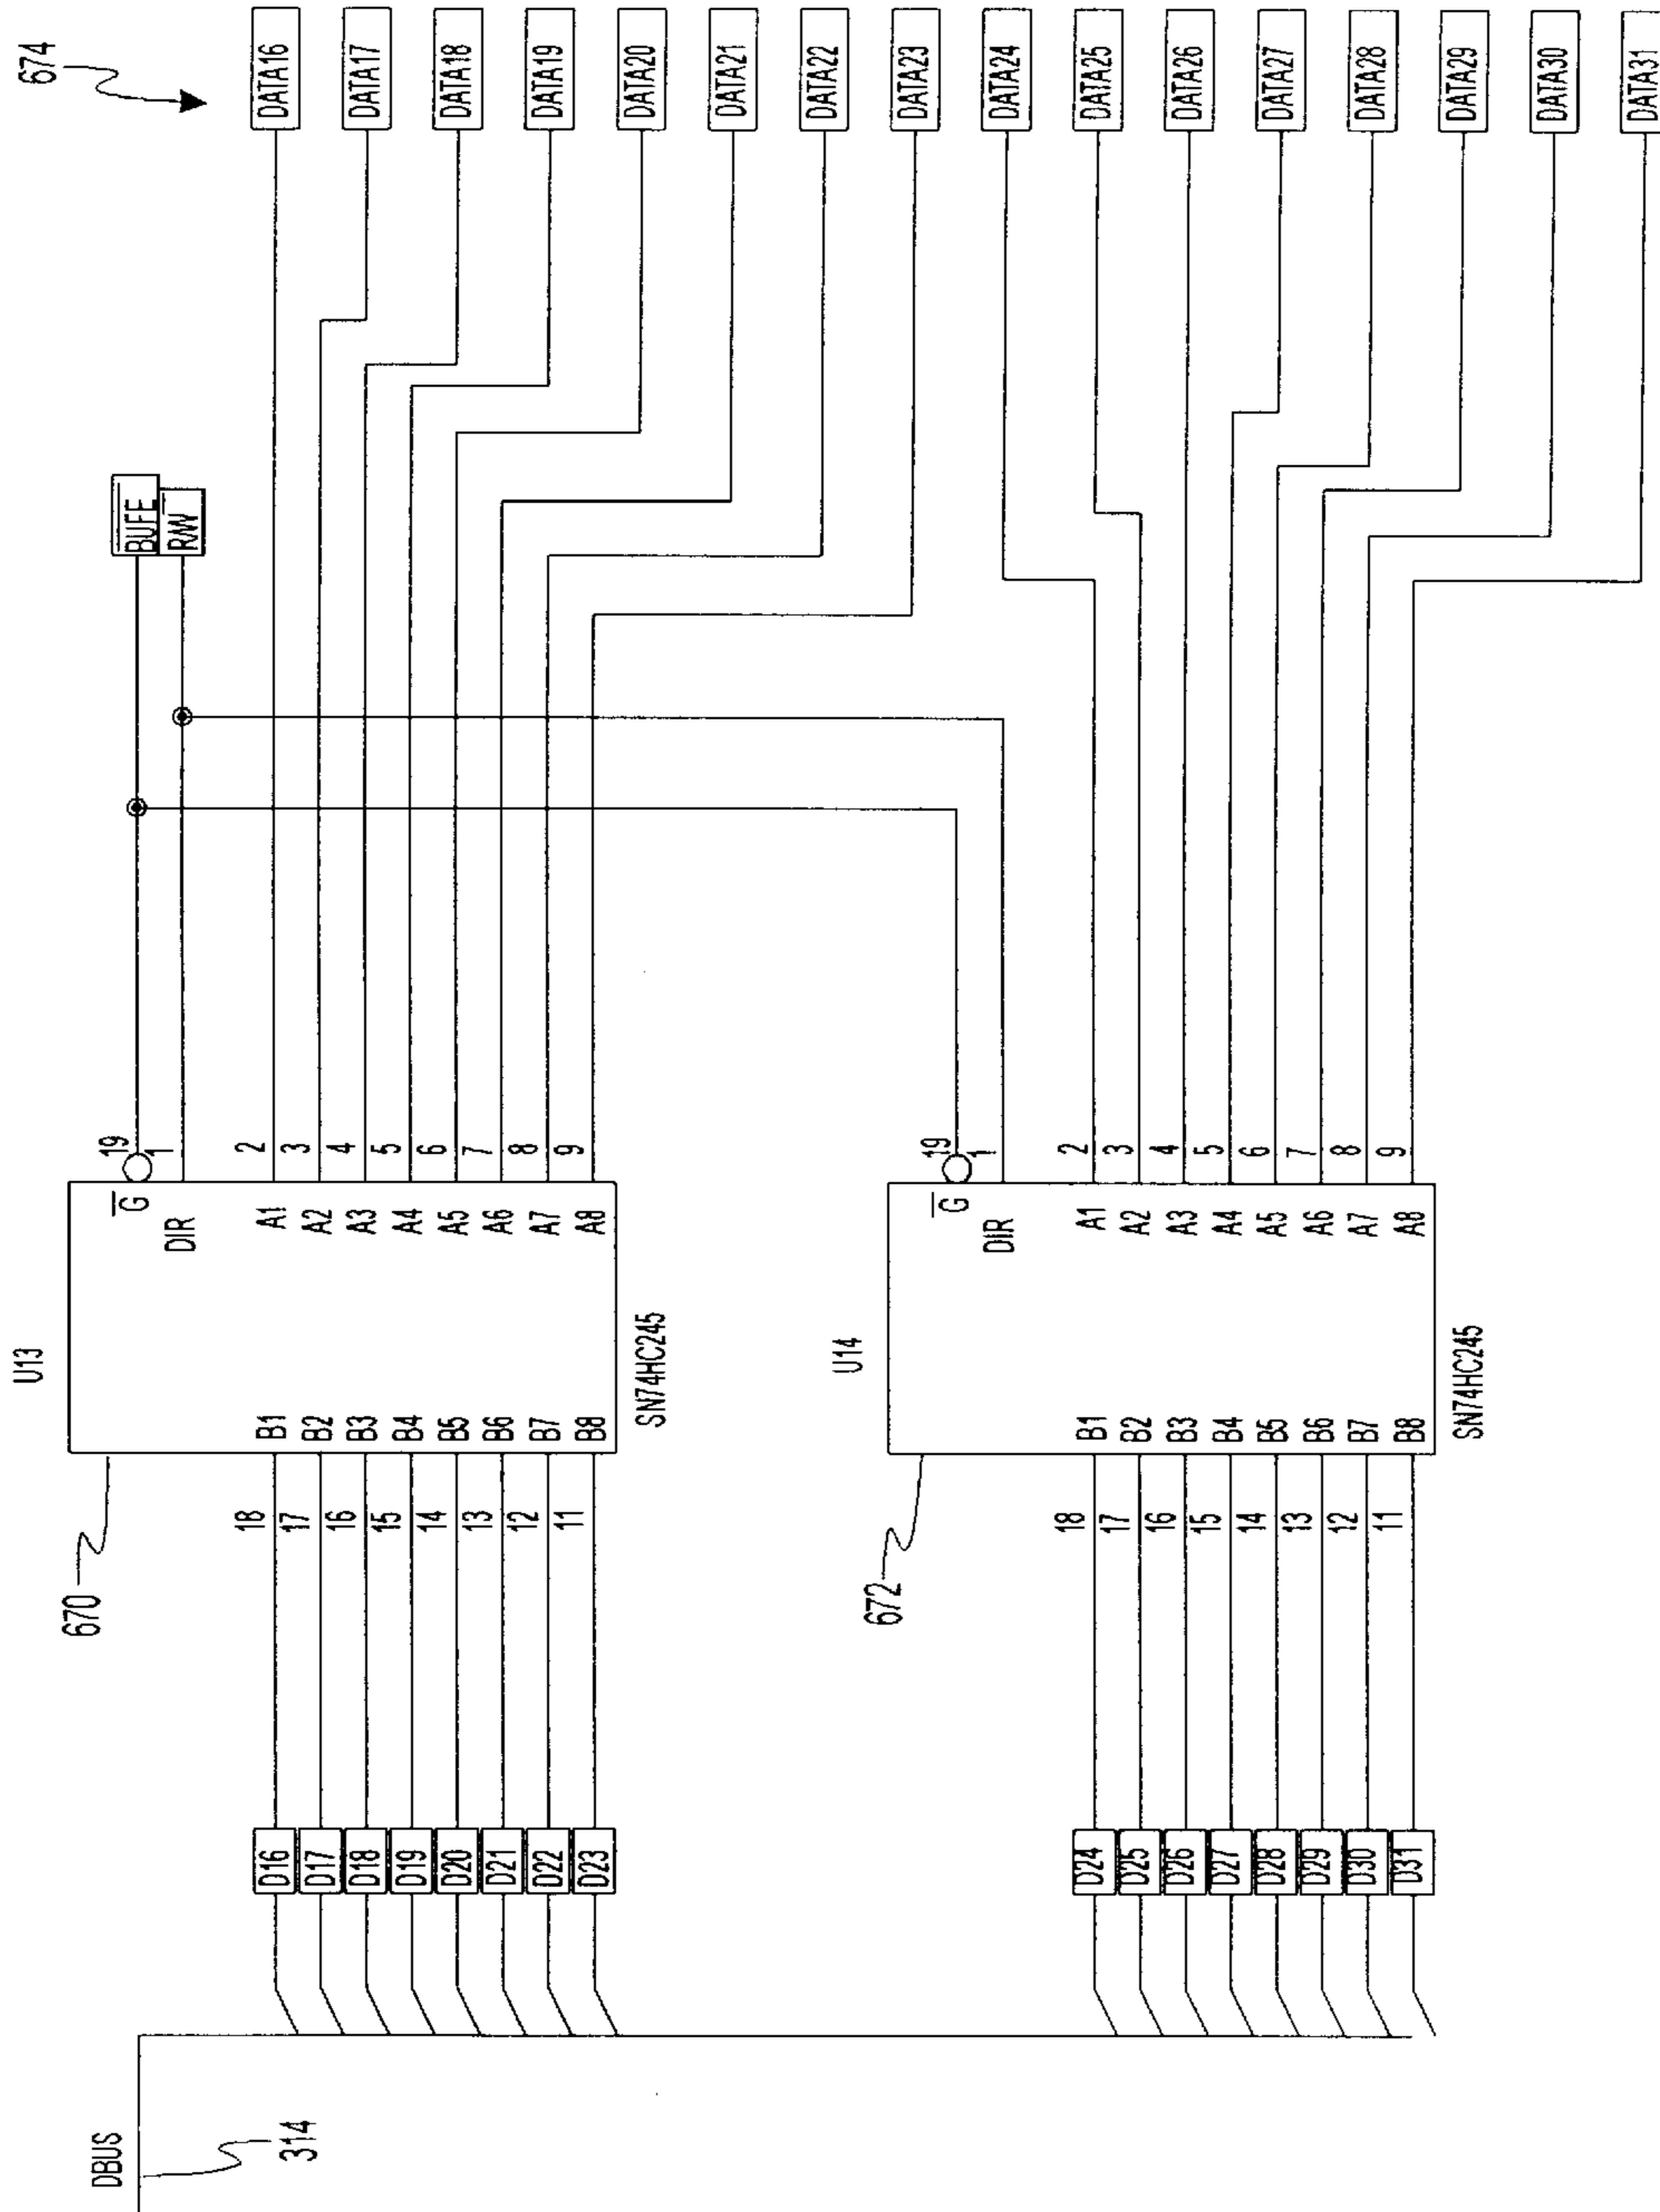 674
DATA16
DATA17
DATA18
DATA19
DATA20
DATA21
DATA22
DATA23
DATA24
DATA25
DATA26
DATA27
DATA28
DATA29
DATA30
DATA31
BUFE
R/W
U13
670
G
19
DIR
1
B1 18
A1 2
B2 17
A2 3
B3 16
A3 4
B4 15
A4 5
B5 14
A5 6
B6 13
A6 7
B7 12
A7 8
B8 11
A8 9
SN74HC245
D16
D17
D18
D19
D20
D21
D22
D23
U14
672
G
19
DIR
1
B1 18
A1 2
B2 17
A2 3
B3 16
A3 4
B4 15
A4 5
B5 14
A5 6
B6 13
A6 7
B7 12
A7 8
B8 11
A8 9
SN74HC245
D24
D25
D26
D27
D28
D29
D30
D31
DBUS
314